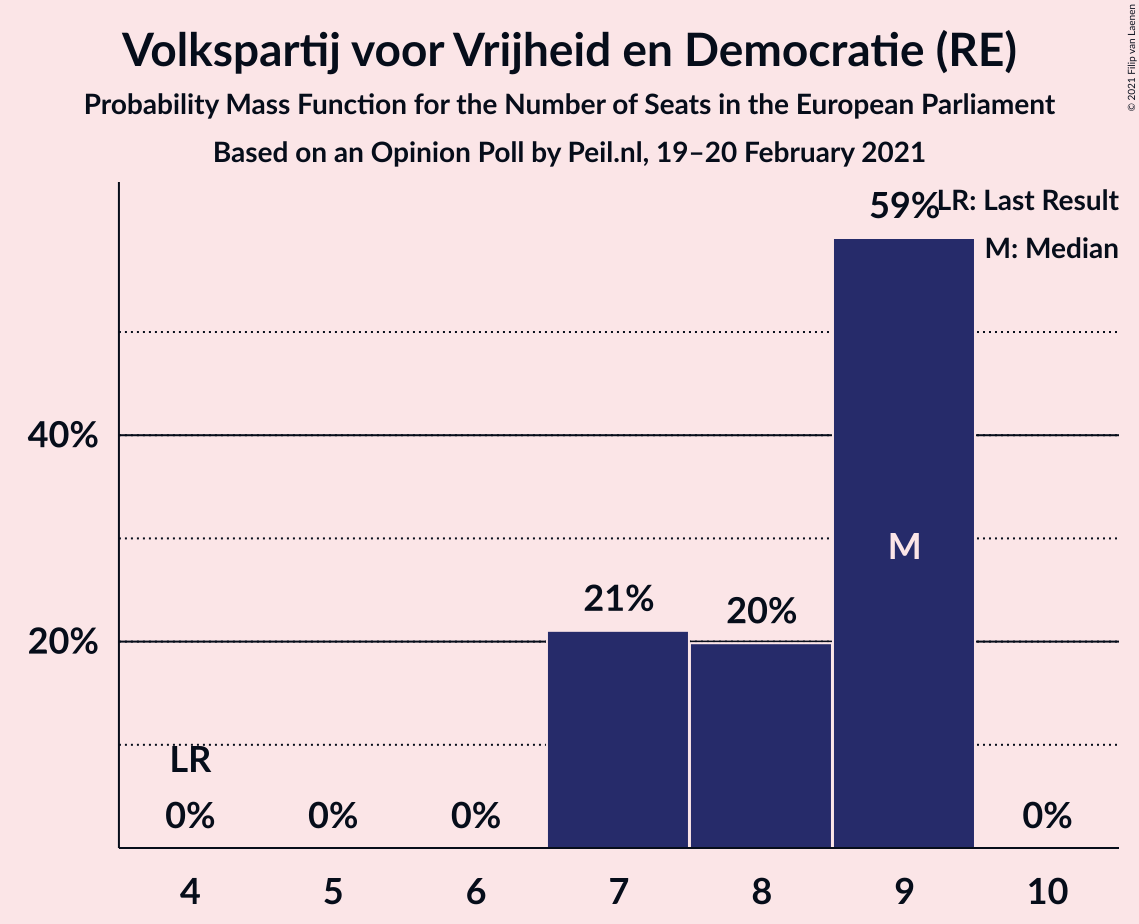 Volkspartij voor Vrijheid en Democratie (RE)
Probability Mass Function for the Number of Seats in the European Parliament
Based on an Opinion Poll by Peil.nl, 19–20 February 2021
© 2021 Filip van Laenen
LR: Last Result
M: Median
59%
40%
M
21%
20%
20%
LR
0%
0%
0%
0%
4
5
6
7
8
9
10